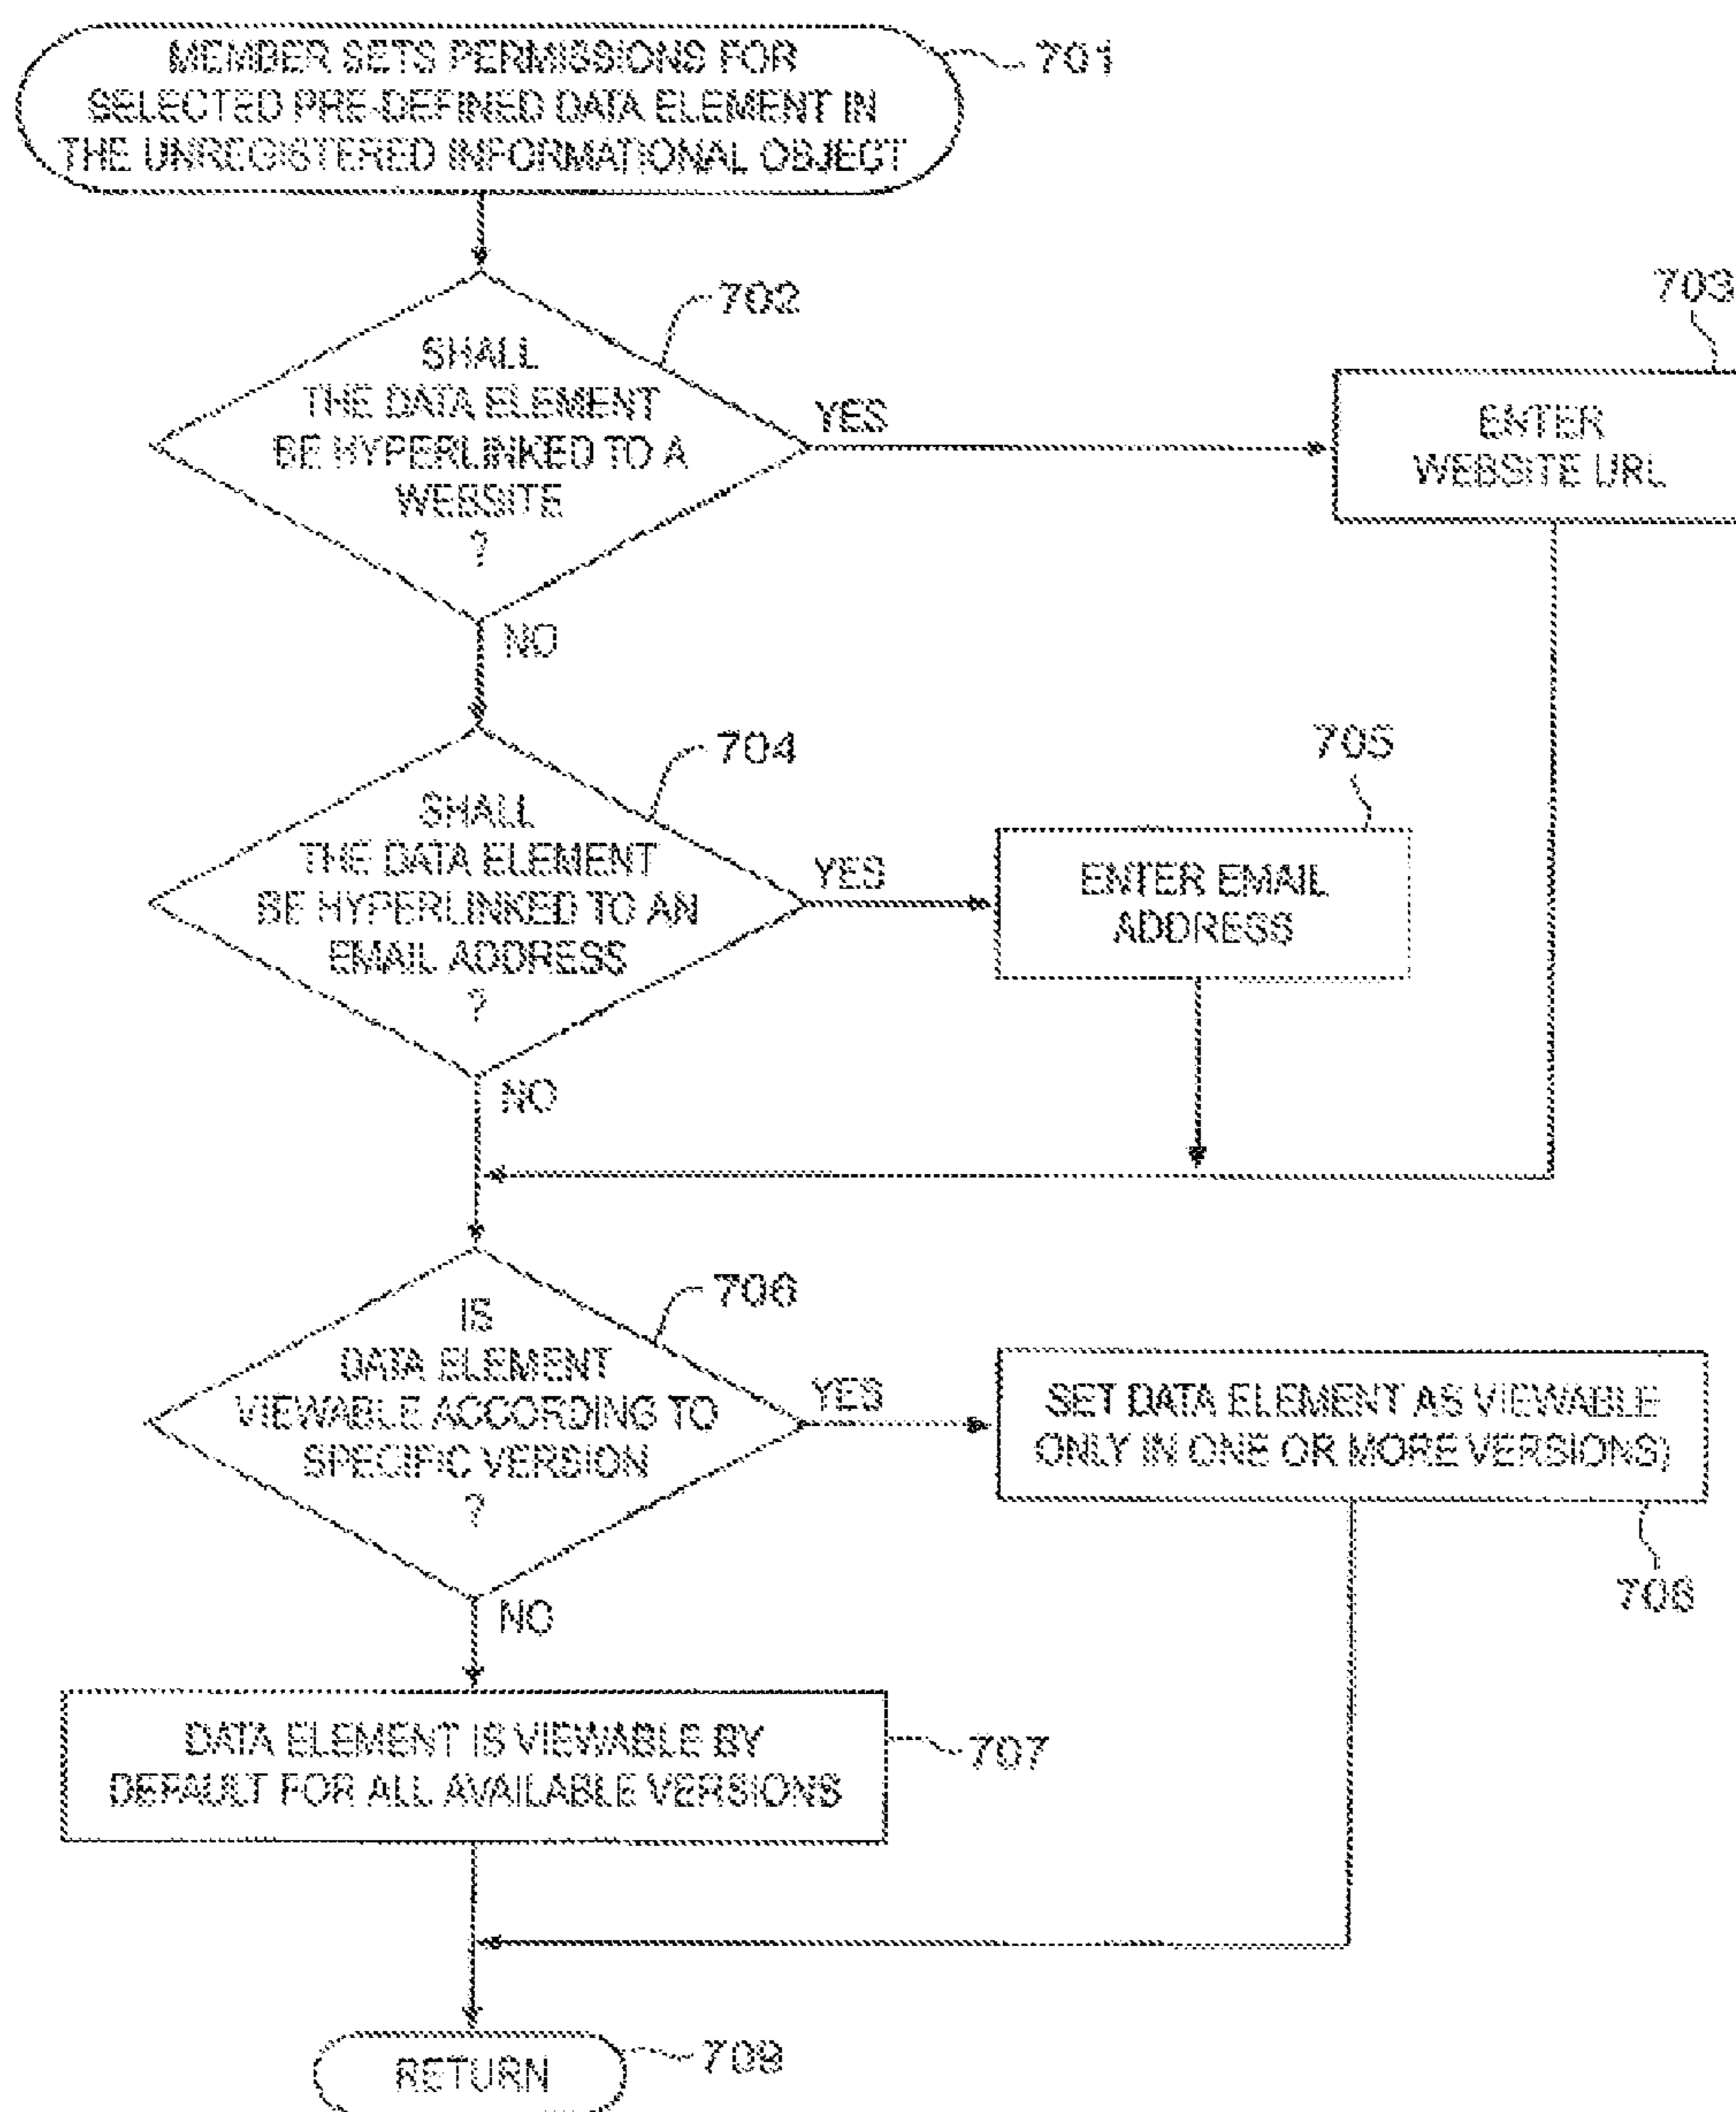 MEMBER SETS PERMISSIONS FOR
SELECTED PRE-DEFINED DATA ELEMENT IN
THE UNREGISTERED INFORMATIONAL OBJECT
701
702
SHALL
THE DATA ELEMENT
BE HYPERLINKED TO A
WEBSITE
?
YES
NO
703
ENTER
WEBSITE URL
704
SHALL
THE DATA ELEMENT
BE HYPERLINKED TO AN
EMAIL ADDRESS
?
YES
NO
705
ENTER EMAIL
ADDRESS
706
IS
DATA ELEMENT
VIEWABLE ACCORDING TO
SPECIFIC VERSION
?
YES
NO
SET DATA ELEMENT AS VIEWABLE
ONLY IN ONE OR MORE VERSIONS)
708
DATA ELEMENT IS VIEWABLE BY
DEFAULT FOR ALL AVAILABLE VERSIONS
707
RETURN
709